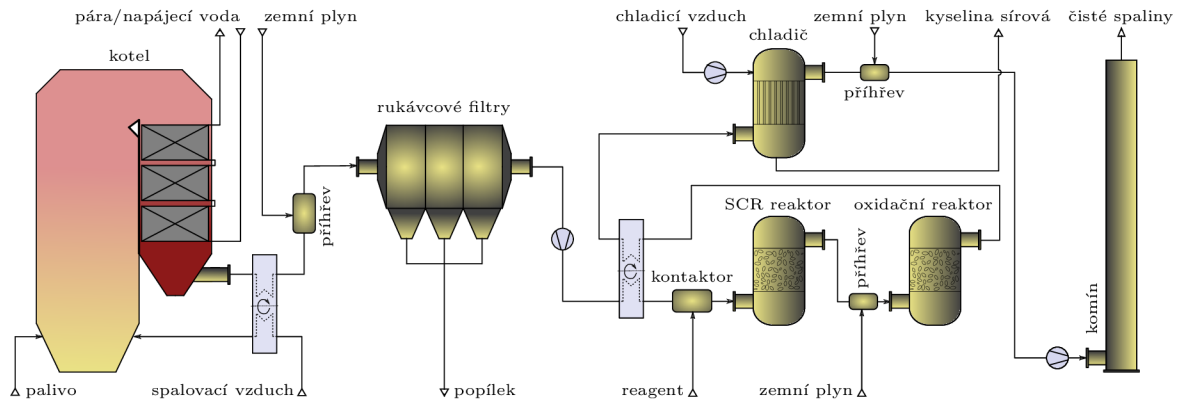 pára/napájecí voda
zemní plyn
chladicí vzduch
zemní plyn
kyselina sírová
čisté spaliny
kotel
chladič
příhřev
rukávcové filtry
příhřev
SCR reaktor
oxidační reaktor
kontaktor
příhřev
komín
palivo
spalovací vzduch
popílek
reagent
zemní plyn